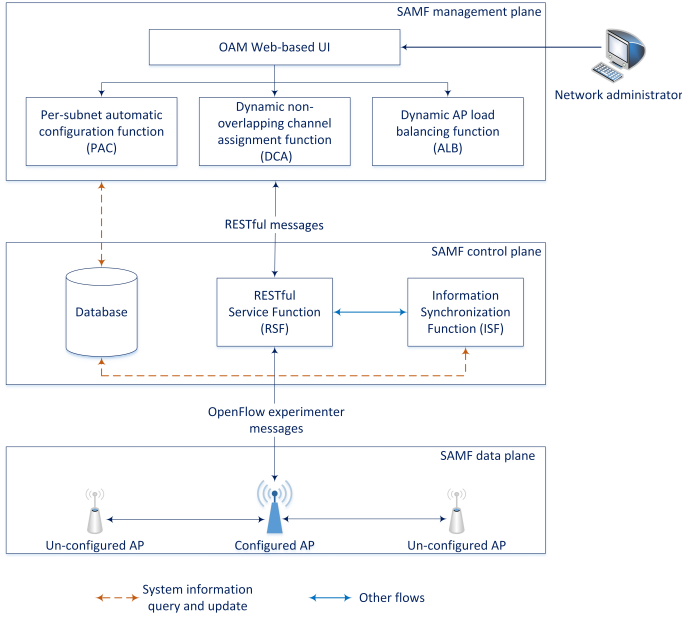 SAMF management plane
OAM Web-based UI
Network administrator
Per-subnet automatic
configuration function
(PAC)
Dynamic non-
overlapping channel
assignment function
(DCA)
Dynamic AP load
balancing function
(ALB)
RESTful messages
SAMF control plane
Database
RESTful
Service Function
(RSF)
Information
Synchronization
Function (ISF)
OpenFlow experimenter
messages
SAMF data plane
Un-configured AP
Configured AP
Un-configured AP
System information
query and update
Other flows